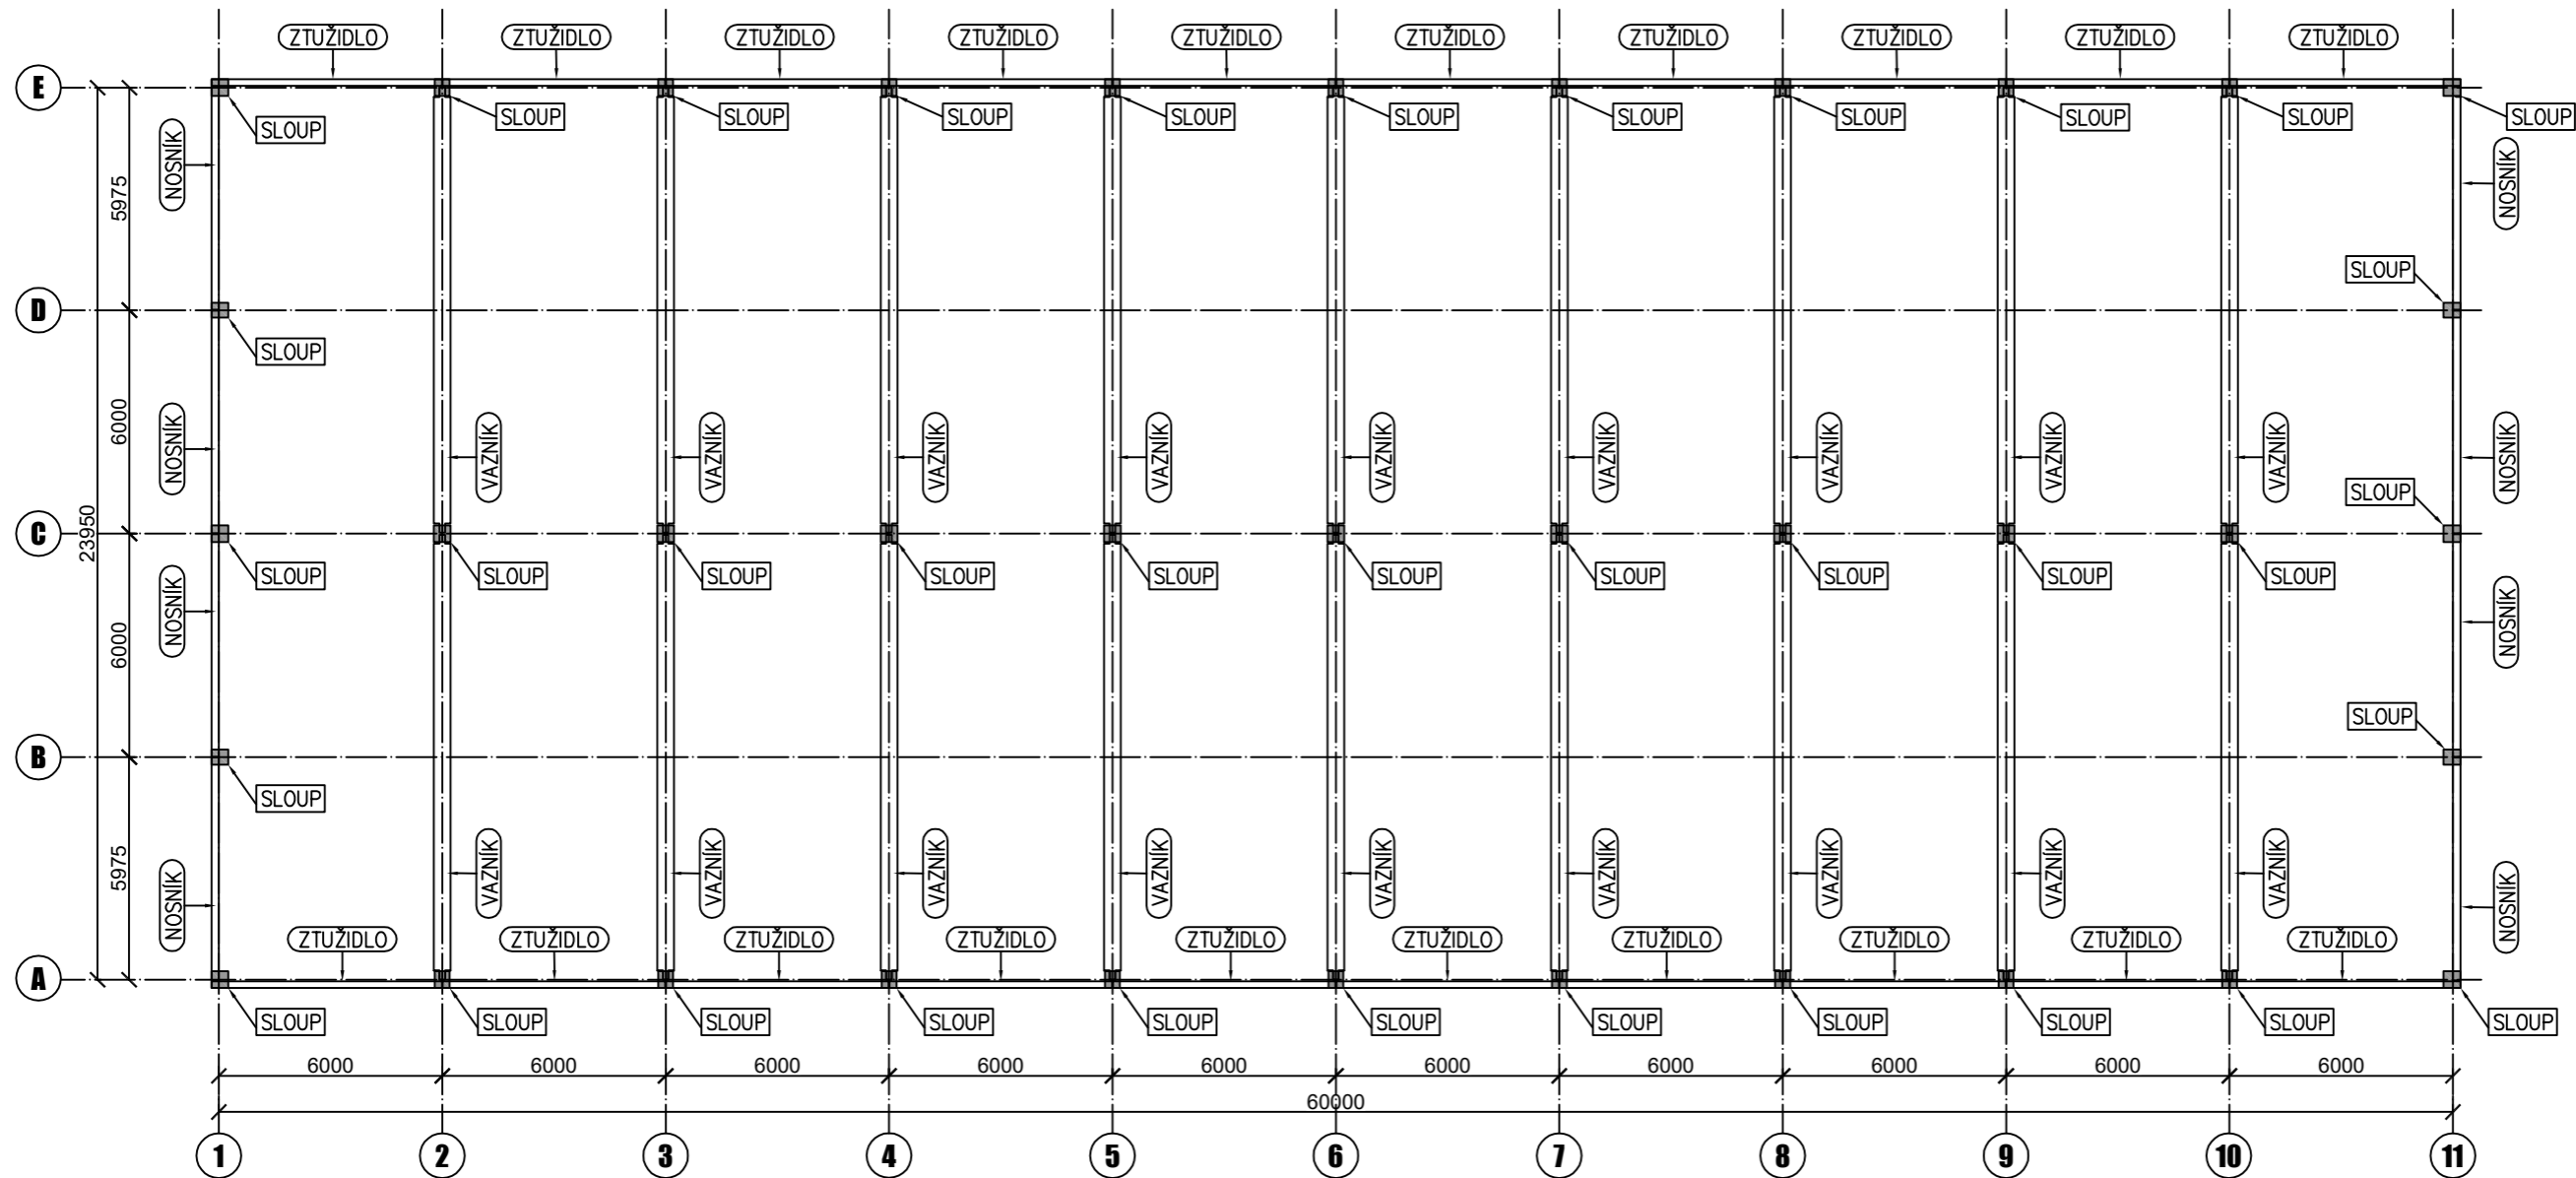 ZTUŽIDLO ZTUŽIDLO ZTUŽIDLO ZTUŽIDLO ZTUŽIDLO ZTUŽIDLO ZTUŽIDLO ZTUŽIDLO ZTUŽIDLO ZTUŽIDLO
E
SLOUP SLOUP SLOUP SLOUP SLOUP SLOUP SLOUP SLOUP SLOUP SLOUP SLOUP
NOSNÍK NOSNÍK
5975
D
SLOUP SLOUP
6000
NOSNÍK VAZNÍK VAZNÍK VAZNÍK VAZNÍK VAZNÍK VAZNÍK VAZNÍK VAZNÍK VAZNÍK NOSNÍK
SLOUP
23950
C
SLOUP SLOUP SLOUP SLOUP SLOUP SLOUP SLOUP SLOUP SLOUP SLOUP
NOSNÍK NOSNÍK
6000
SLOUP
B
SLOUP
5975
NOSNÍK VAZNÍK VAZNÍK VAZNÍK VAZNÍK VAZNÍK VAZNÍK VAZNÍK VAZNÍK VAZNÍK NOSNÍK
ZTUŽIDLO ZTUŽIDLO ZTUŽIDLO ZTUŽIDLO ZTUŽIDLO ZTUŽIDLO ZTUŽIDLO ZTUŽIDLO ZTUŽIDLO ZTUŽIDLO
A
SLOUP SLOUP SLOUP SLOUP SLOUP SLOUP SLOUP SLOUP SLOUP SLOUP SLOUP
6000 6000 6000 6000 6000 6000 6000 6000 6000 6000
60000
1 2 3 4 5 6 7 8 9 10 11